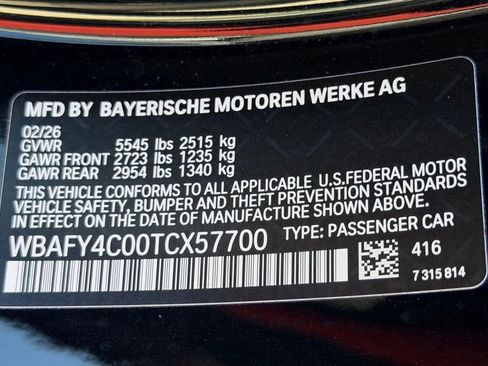 MFD BY BAYERISCHE MOTOREN WERKE AG
02/26
GVWR 5545 lbs 2515 kg
GAWR FRONT 2723 lbs 1235 kg
GAWR REAR 2954 lbs 1340 kg
THIS VEHICLE CONFORMS TO ALL APPLICABLE U.S.FEDERAL MOTOR
VEHICLE SAFETY, BUMPER AND THEFT PREVENTION STANDARDS
IN EFFECT ON THE DATE OF MANUFACTURE SHOWN ABOVE.
WBAFY4C00TCX57700 TYPE: PASSENGER CAR
416
7 315 814